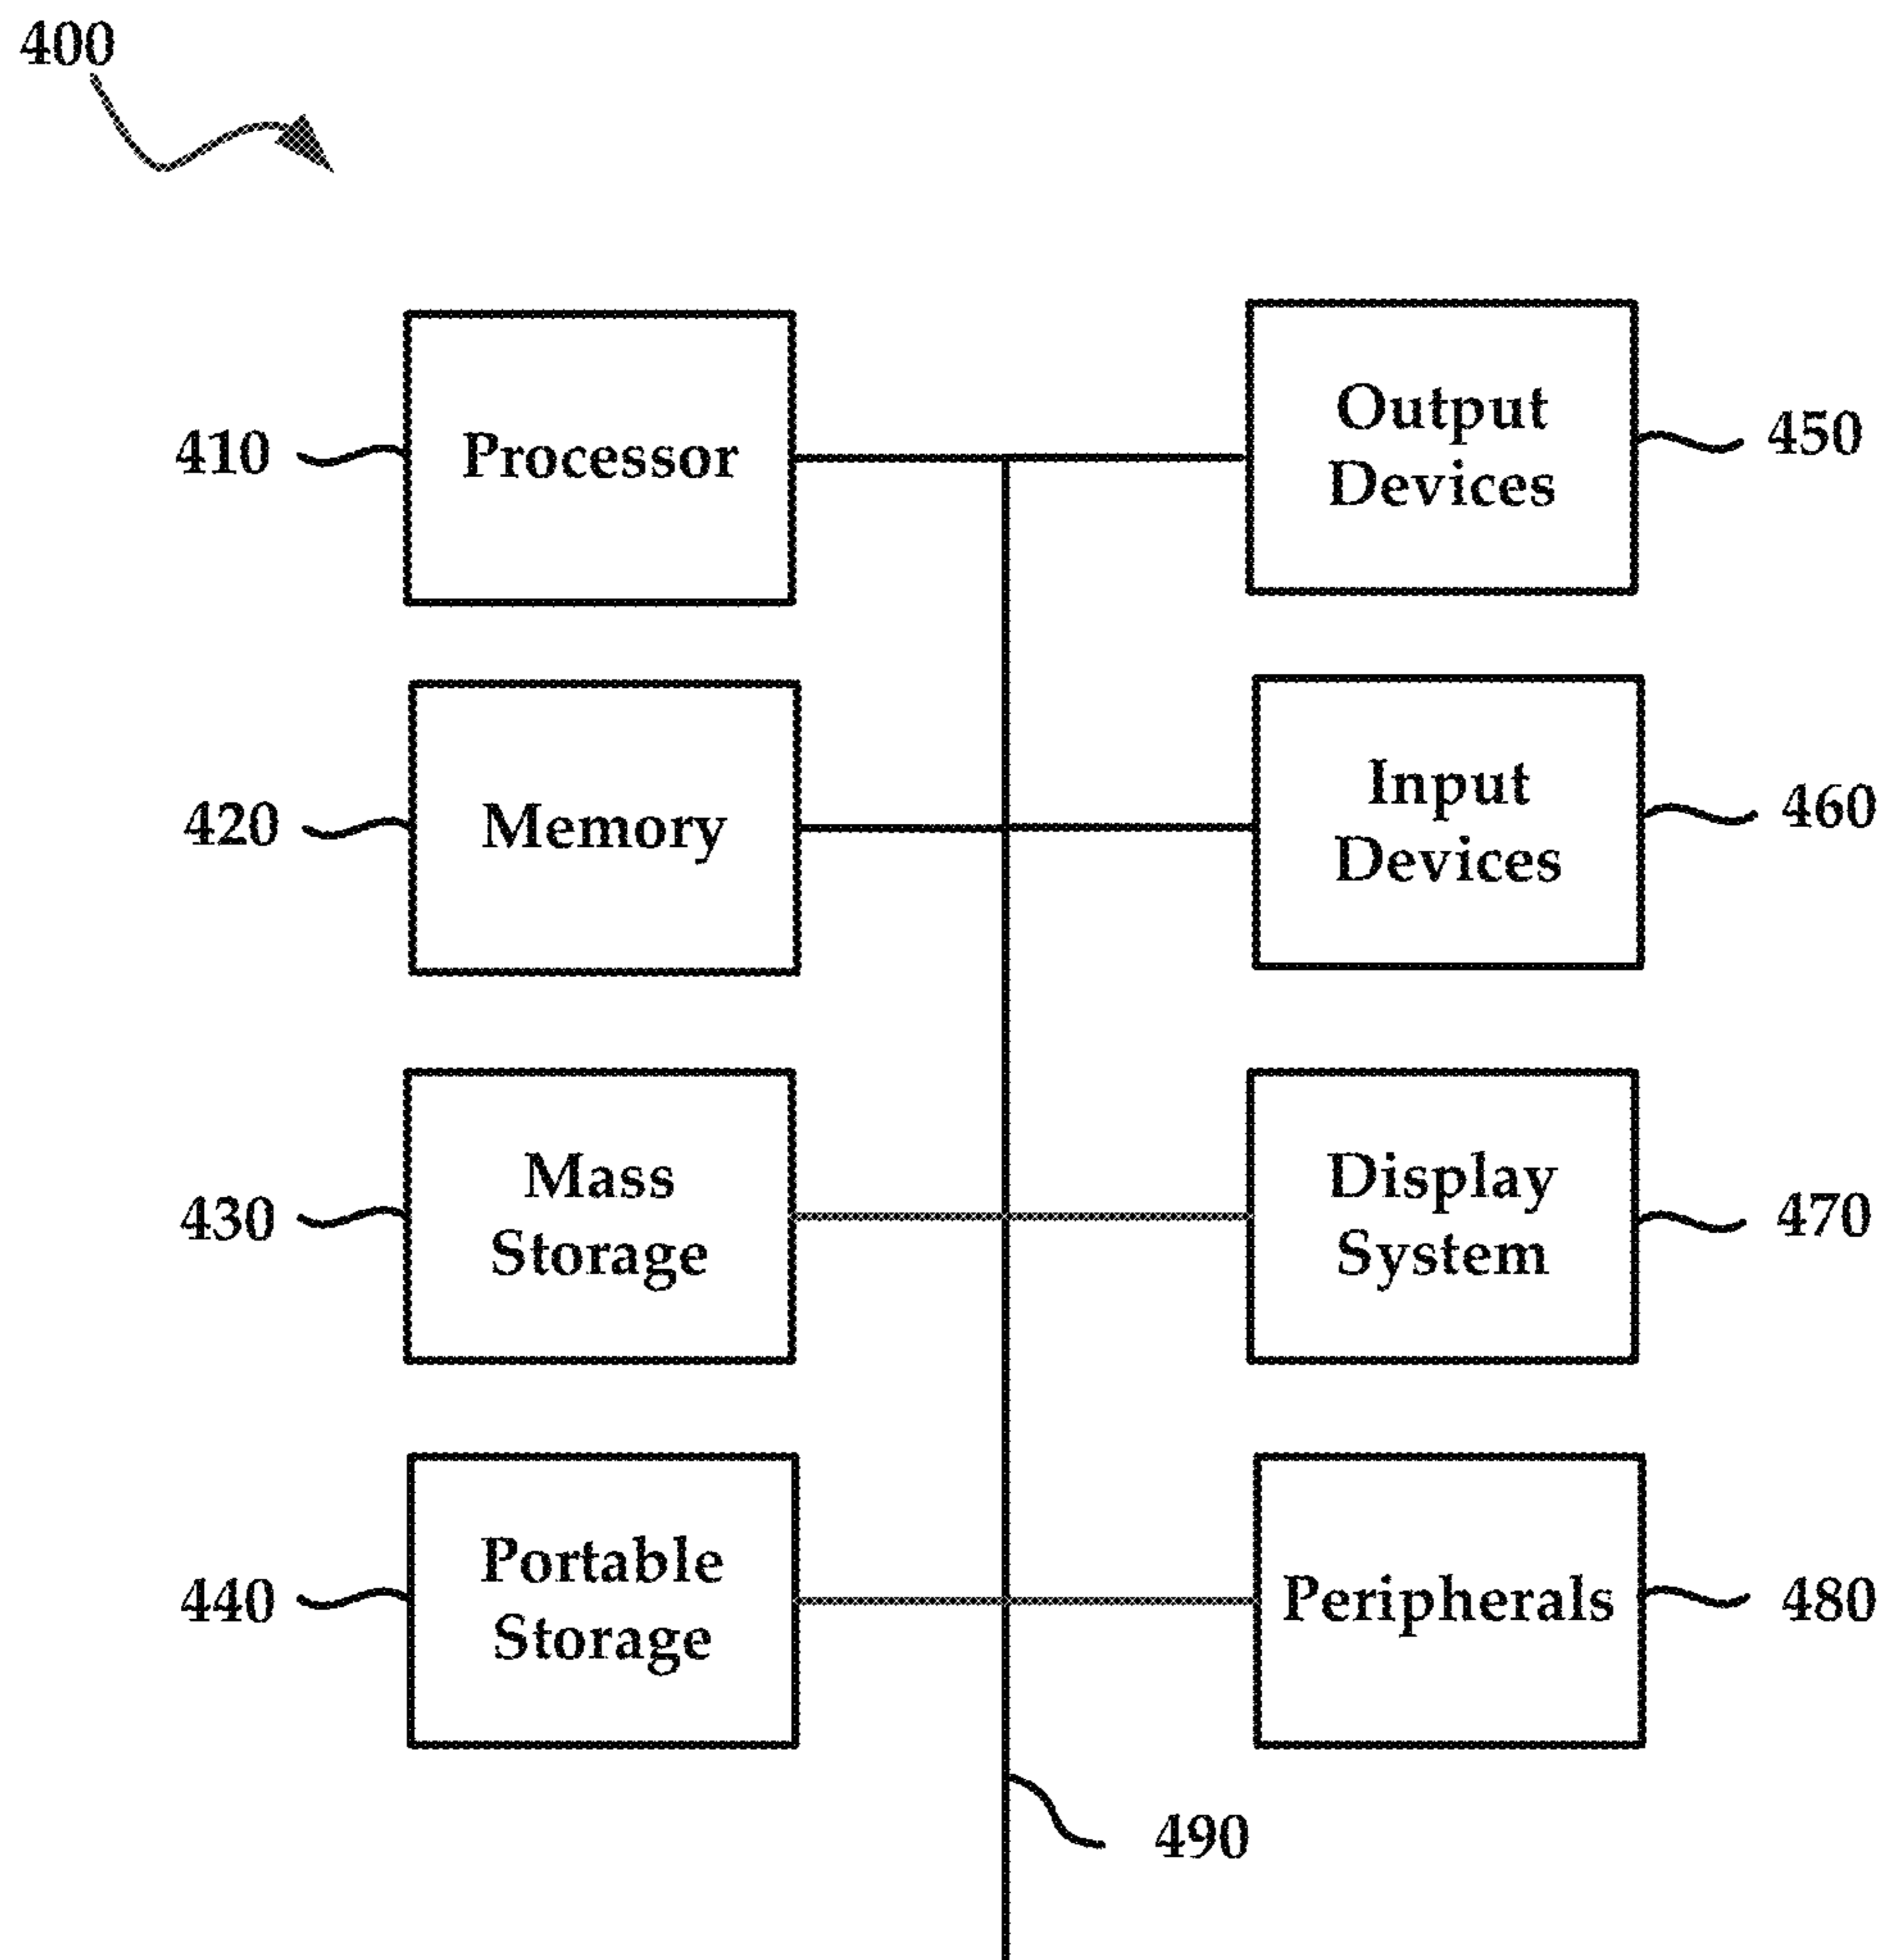 400
410
Processor
Output
Devices
450
420
Memory
Input
Devices
460
430
Mass
Storage
Display
System
470
440
Portable
Storage
Peripherals
480
490